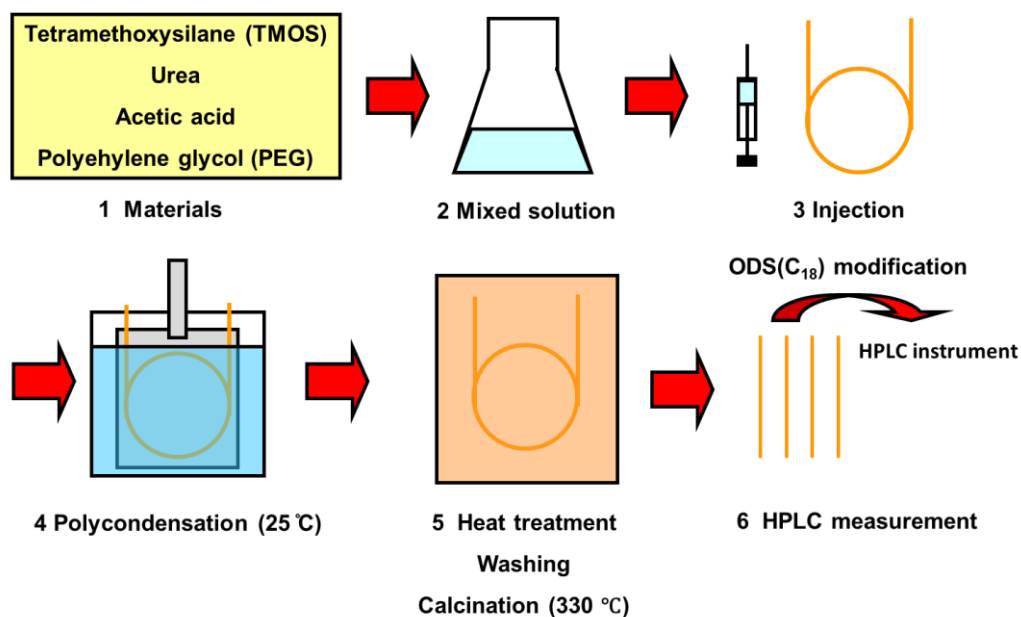 Tetramethoxysilane (TMOS)
Urea
Acetic acid
Polyehylene glycol (PEG)
1 Materials
2 Mixed solution
3 Injection
4 Polycondensation (25 ℃)
5 Heat treatment
Washing
Calcination (330 ℃)
ODS(C₁₈) modification
HPLC instrument
6 HPLC measurement